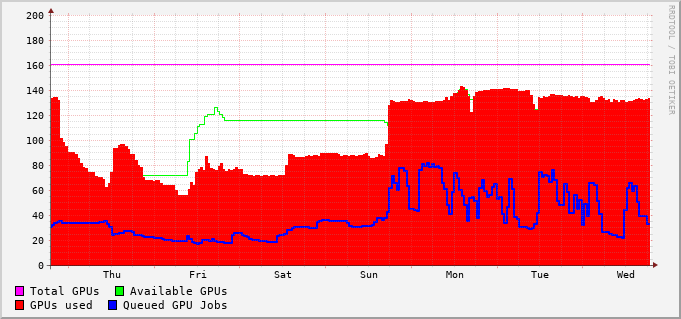 200
180
160
140
120
100
80
60
40
20
0
Thu Fri Sat Sun Mon Tue Wed
Total GPUs Available GPUs
GPUs used Queued GPU Jobs
RRDTOOL / TOBI OETIKER